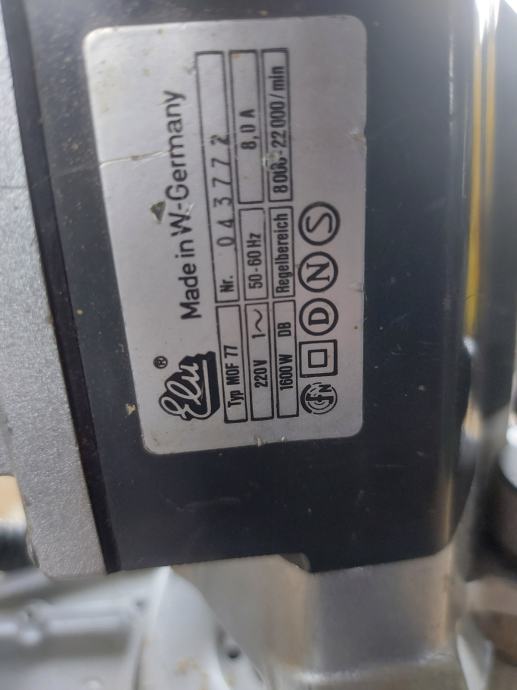 Elu ®
Made in W.-Germany
Typ MOF 77 Nr. 043772
220V 1~ 50-60 Hz 8,0 A
1600W DB Regelbereich 8000-22000/min
D N S